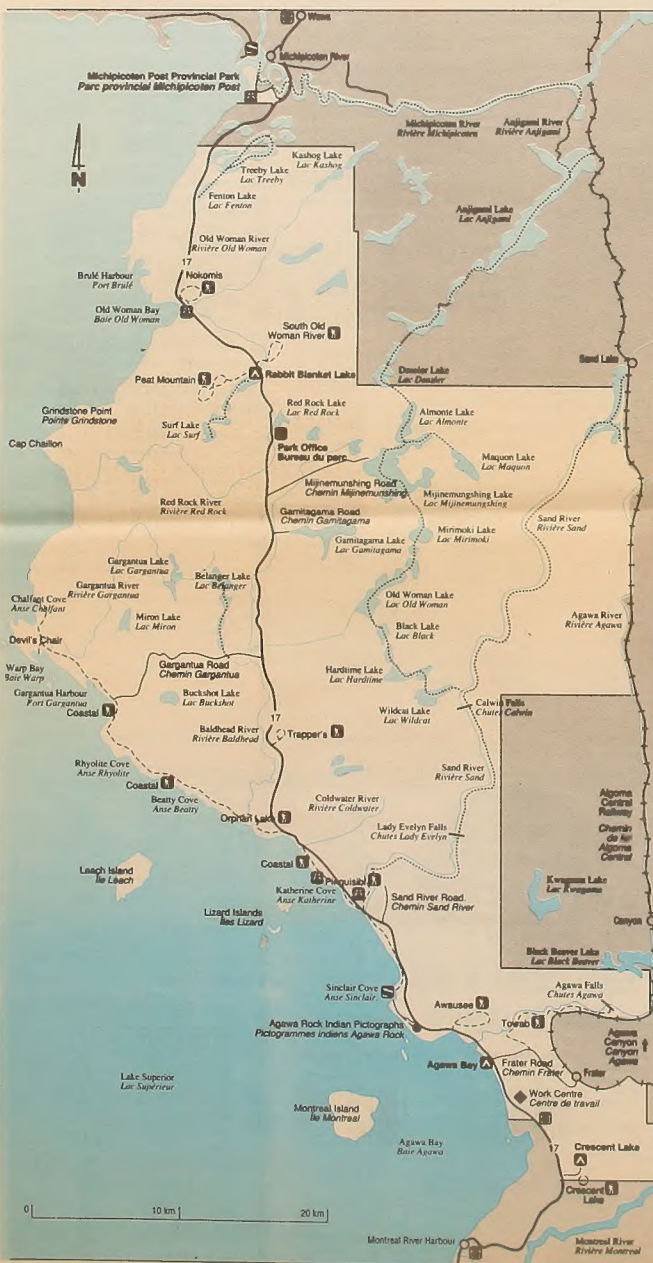 Wawa
Michipicoten River
Michipicoten Post Provincial Park
Parc provincial Michipicoten Post
Michipicoten River
Rivière Michipicoten
Anjigami River
Rivière Anjigami
N
Kashog Lake
Lac Kashog
Treeby Lake
Lac Treeby
Fenton Lake
Lac Fenton
Anjigami Lake
Lac Anjigami
Old Woman River
Rivière Old Woman
17
Brulé Harbour
Port Brulé
Nokomis
Old Woman Bay
Baie Old Woman
South Old
Woman River
Sand Lake
Peat Mountain
Rabbit Blanket Lake
Dossier Lake
Lac Dossier
Grindstone Point
Pointe Grindstone
Red Rock Lake
Lac Red Rock
Almonte Lake
Lac Almonte
Surf Lake
Lac Surf
Cap Chaillon
Park Office
Bureau du parc
Maquon Lake
Lac Maquon
Mijinemunshing Road
Chemin Mijinemunshing
Mijinemungshing Lake
Lac Mijinemungshing
Red Rock River
Rivière Red Rock
Gamitagama Road
Chemin Gamitagama
Sand River
Rivière Sand
Mirimoki Lake
Lac Mirimoki
Gamitagama Lake
Lac Gamitagama
Gargantua Lake
Lac Gargantua
Belanger Lake
Lac Belanger
Gargantua River
Rivière Gargantua
Old Woman Lake
Lac Old Woman
Chalfant Cove
Anse Chalfant
Miron Lake
Lac Miron
Black Lake
Lac Black
Agawa River
Rivière Agawa
Devil's Chair
Warp Bay
Baie Warp
Gargantua Road
Chemin Gargantua
Hardtime Lake
Lac Hardtime
Gargantua Harbour
Port Gargantua
Buckshot Lake
Lac Buckshot
Coastal
Wildcat Lake
Lac Wildcat
Calwin Falls
Chutes Calwin
17
Baldhead River
Rivière Baldhead
Trapper's
Rhyolite Cove
Anse Rhyolite
Sand River
Rivière Sand
Coastal
Beatty Cove
Anse Beatty
Coldwater River
Rivière Coldwater
Algoma
Central
Railway
Chemin
de fer
Algoma
Central
Orphan Lake
Lady Evelyn Falls
Chutes Lady Evelyn
Leach Island
Île Leach
Coastal
Pinguisibi
Kwagama Lake
Lac Kwagama
Katherine Cove
Anse Katherine
Sand River Road
Chemin Sand River
Lizard Islands
Îles Lizard
Canyon
Black Beaver Lake
Lac Black Beaver
Sinclair Cove
Anse Sinclair
Agawa Falls
Chutes Agawa
Awausee
Towab
Agawa Rock Indian Pictographs
Pictogrammes indiens Agawa Rock
Agawa
Canyon
Canyon
Agawa
Agawa Bay
Frater Road
Chemin Frater
Frater
Lake Superior
Lac Supérieur
Work Centre
Centre de travail
Montreal Island
Île Montreal
Agawa Bay
Baie Agawa
17
Crescent Lake
Crescent
Lake
0 10 km 20 km
Montreal River Harbour
Montreal River
Rivière Montreal